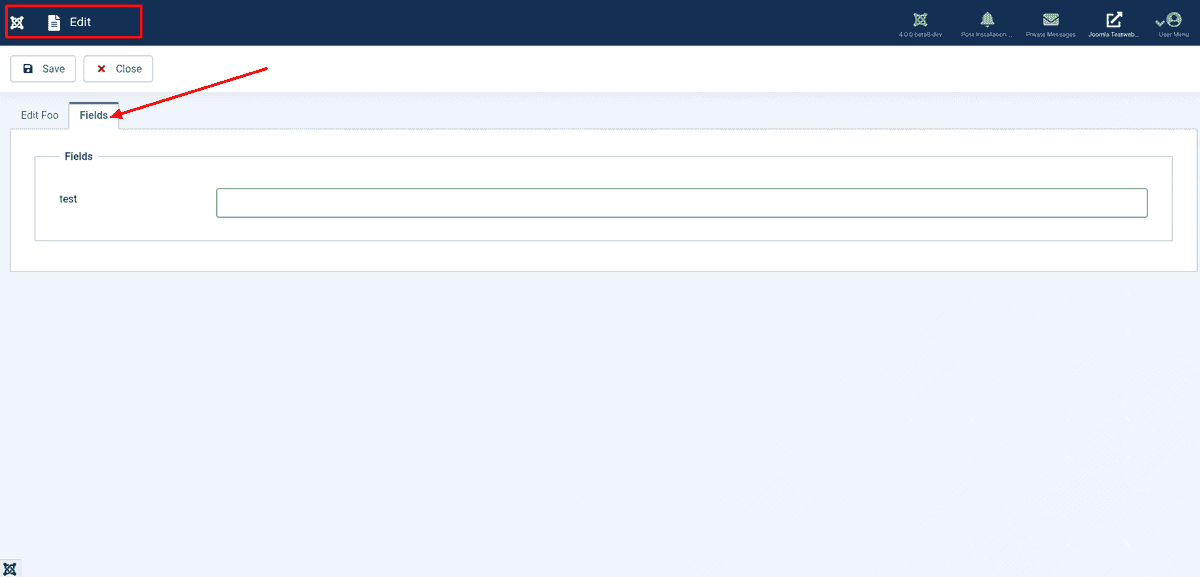 Edit
4.0.0-beta6-dev
Post Installation ...
Private Messages
Joomla Testweb...
User Menu
Save
Close
Edit Foo
Fields
Fields
test